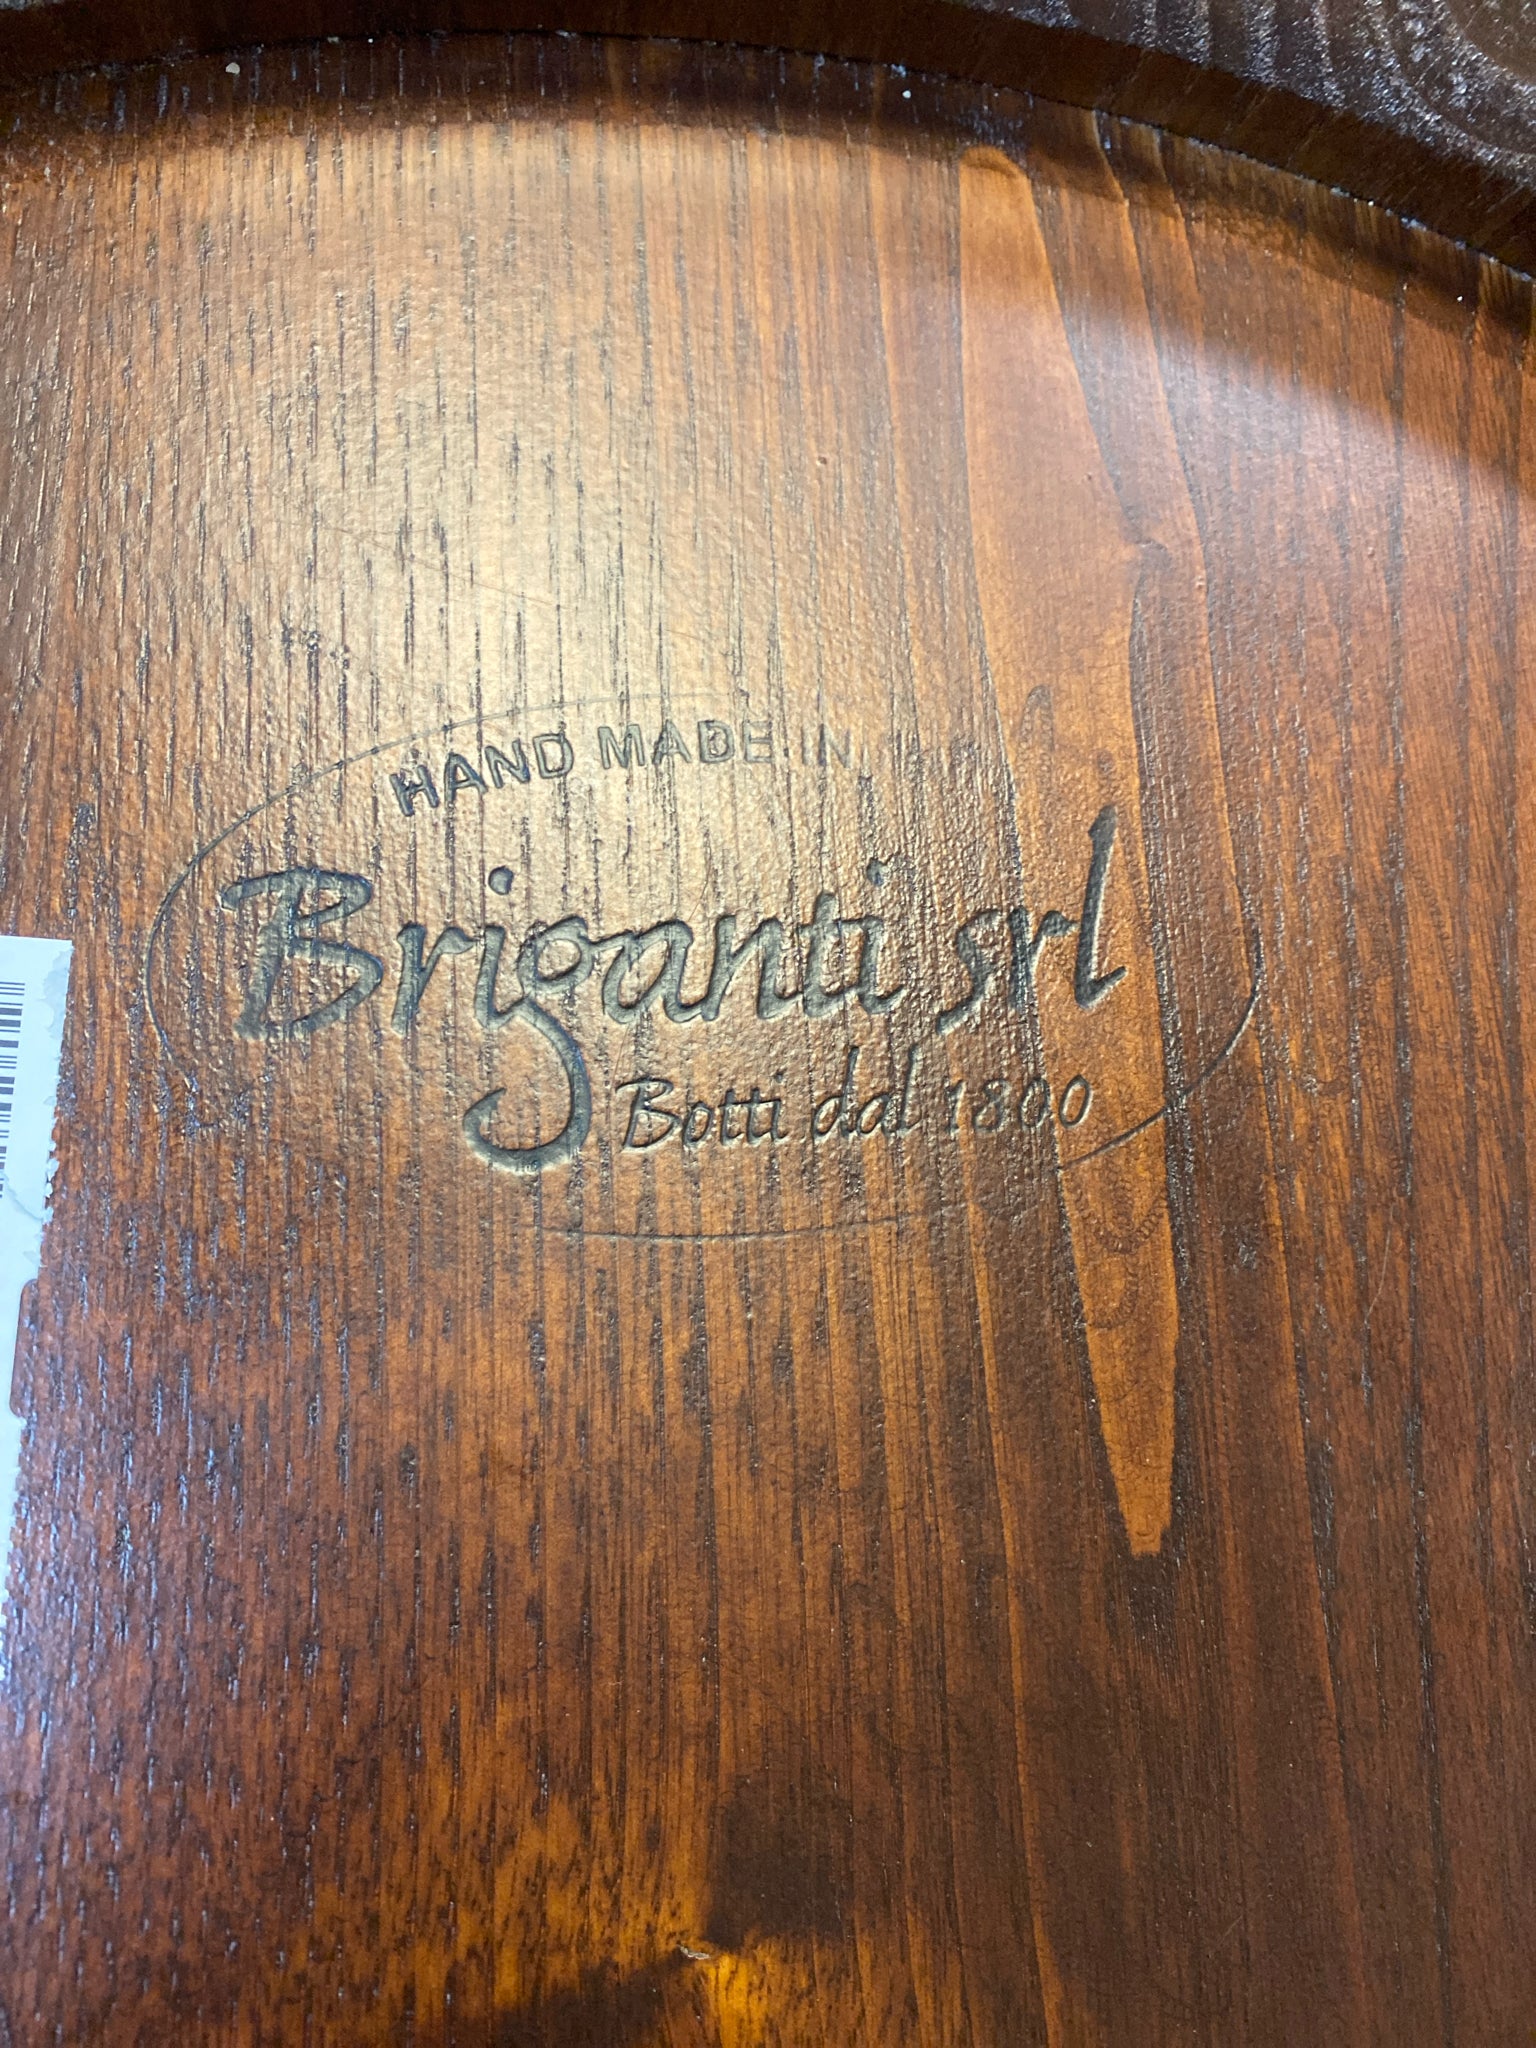 HAND MADE IN
Briganti srl
Botti dal 1800